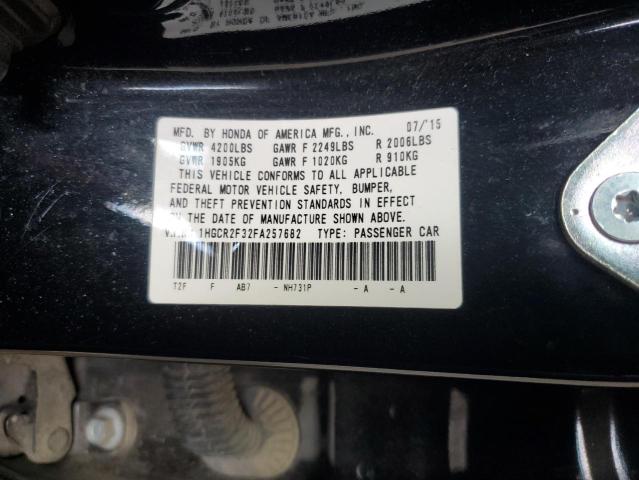 MFD. BY HONDA OF AMERICA MFG., INC. 07/'15
GVWR 4200LBS GAWR F 2249LBS R 2006LBS
GVWR 1905KG GAWR F 1020KG R 910KG
THIS VEHICLE CONFORMS TO ALL APPLICABLE
FEDERAL MOTOR VEHICLE SAFETY, BUMPER,
AND THEFT PREVENTION STANDARDS IN EFFECT
BY THE DATE OF MANUFACTURE SHOWN ABOVE.
1HGCR2F32FA257682 TYPE: PASSENGER CAR
T2F F AB7 - NH731P - A - A